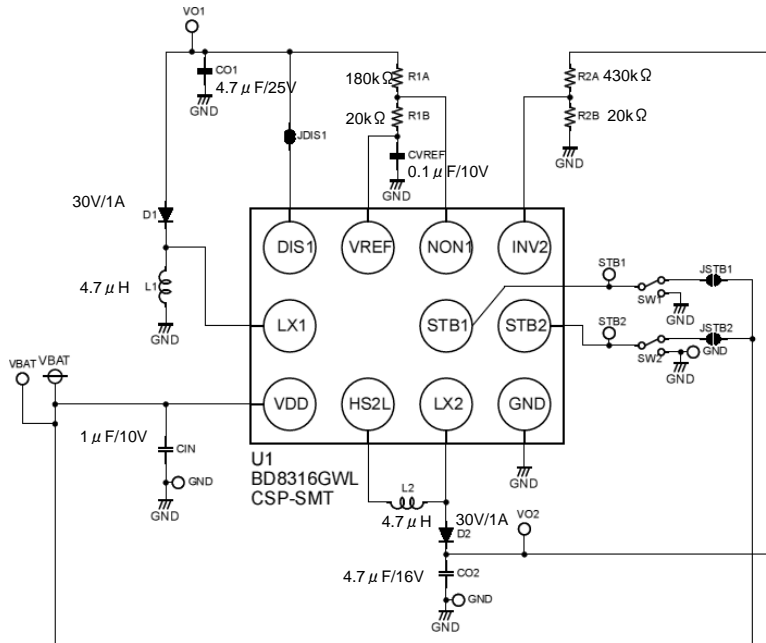 VO1
CO1
4.7μF/25V
GND
180kΩ
R1A
20kΩ
R1B
CVREF
0.1μF/10V
GND
R2A
430kΩ
R2B
20kΩ
GND
JDIS1
30V/1A
D1
4.7μH
L1
GND
DIS1
VREF
NON1
INV2
LX1
STB1
STB2
VDD
HS2L
LX2
GND
STB1
SW1
JSTB1
GND
STB2
SW2
JSTB2
GND
GND
VBAT
VBAT
1μF/10V
CIN
GND
GND
U1
BD8316GWL
CSP-SMT
L2
4.7μH
GND
30V/1A
D2
VO2
4.7μF/16V
CO2
GND
GND